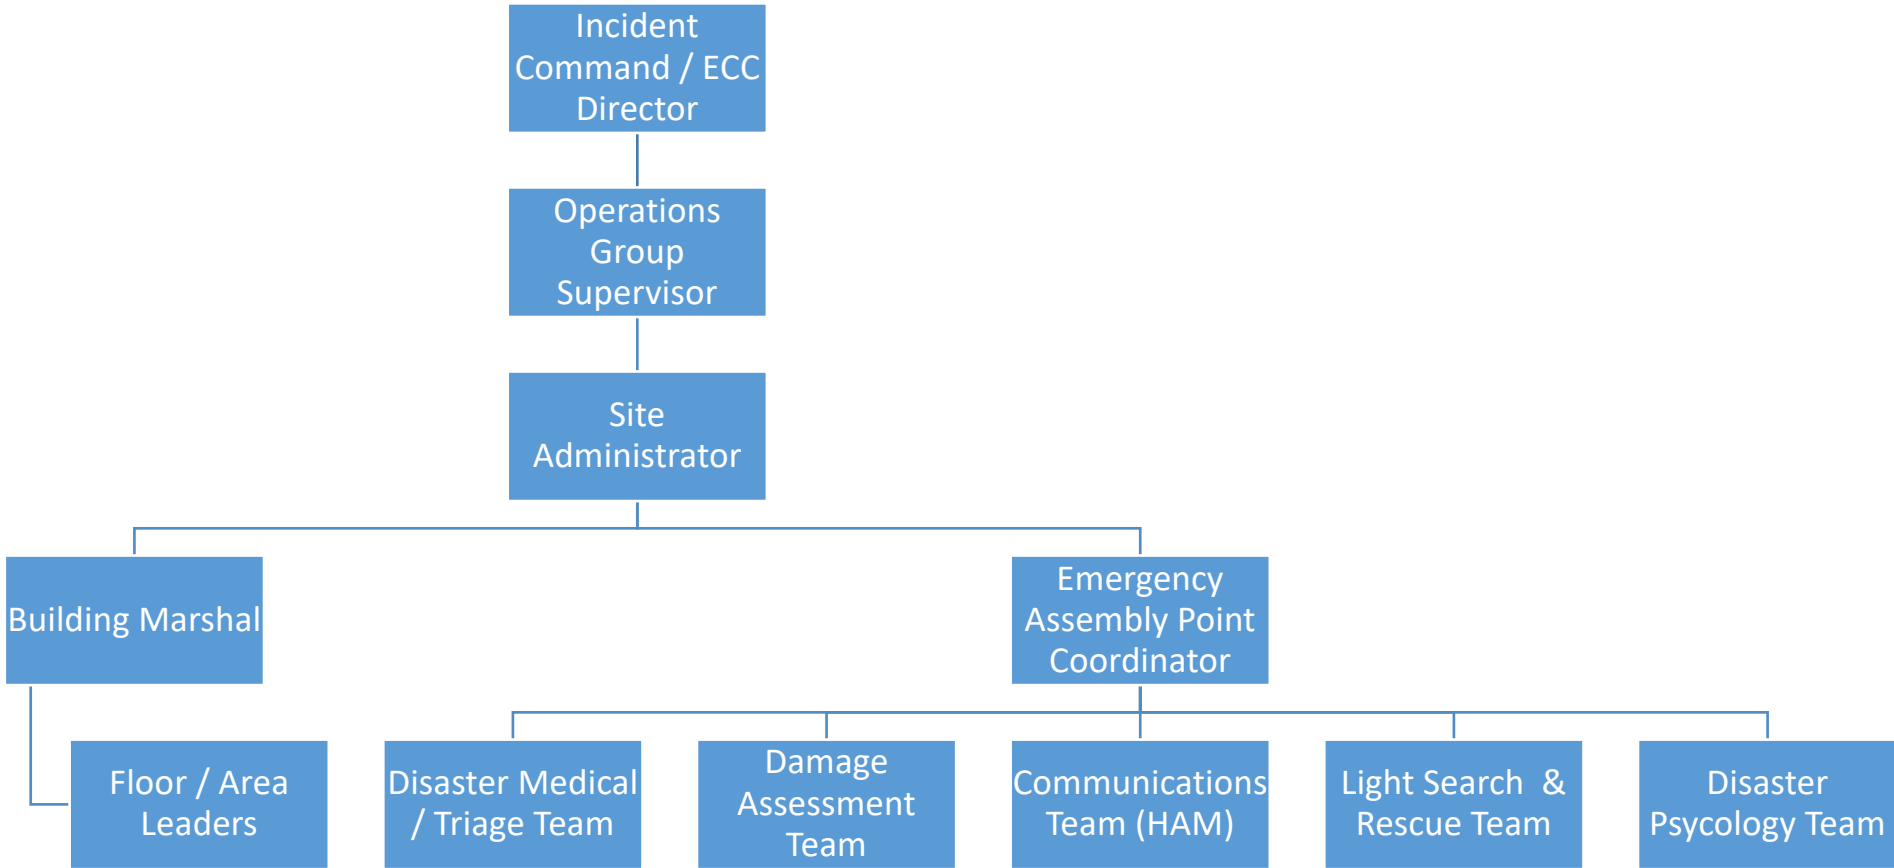 Incident
Command / ECC
Director
Operations
Group
Supervisor
Site
Administrator
Building Marshal
Emergency
Assembly Point
Coordinator
Floor / Area
Leaders
Disaster Medical
/ Triage Team
Damage
Assessment
Team
Communications
Team (HAM)
Light Search  &
Rescue Team
Disaster
Psycology Team